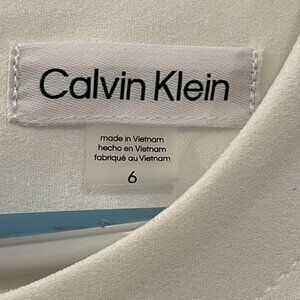 Calvin Klein
made in Vietnam
hecho en Vietnam
fabriqué au Vietnam
6